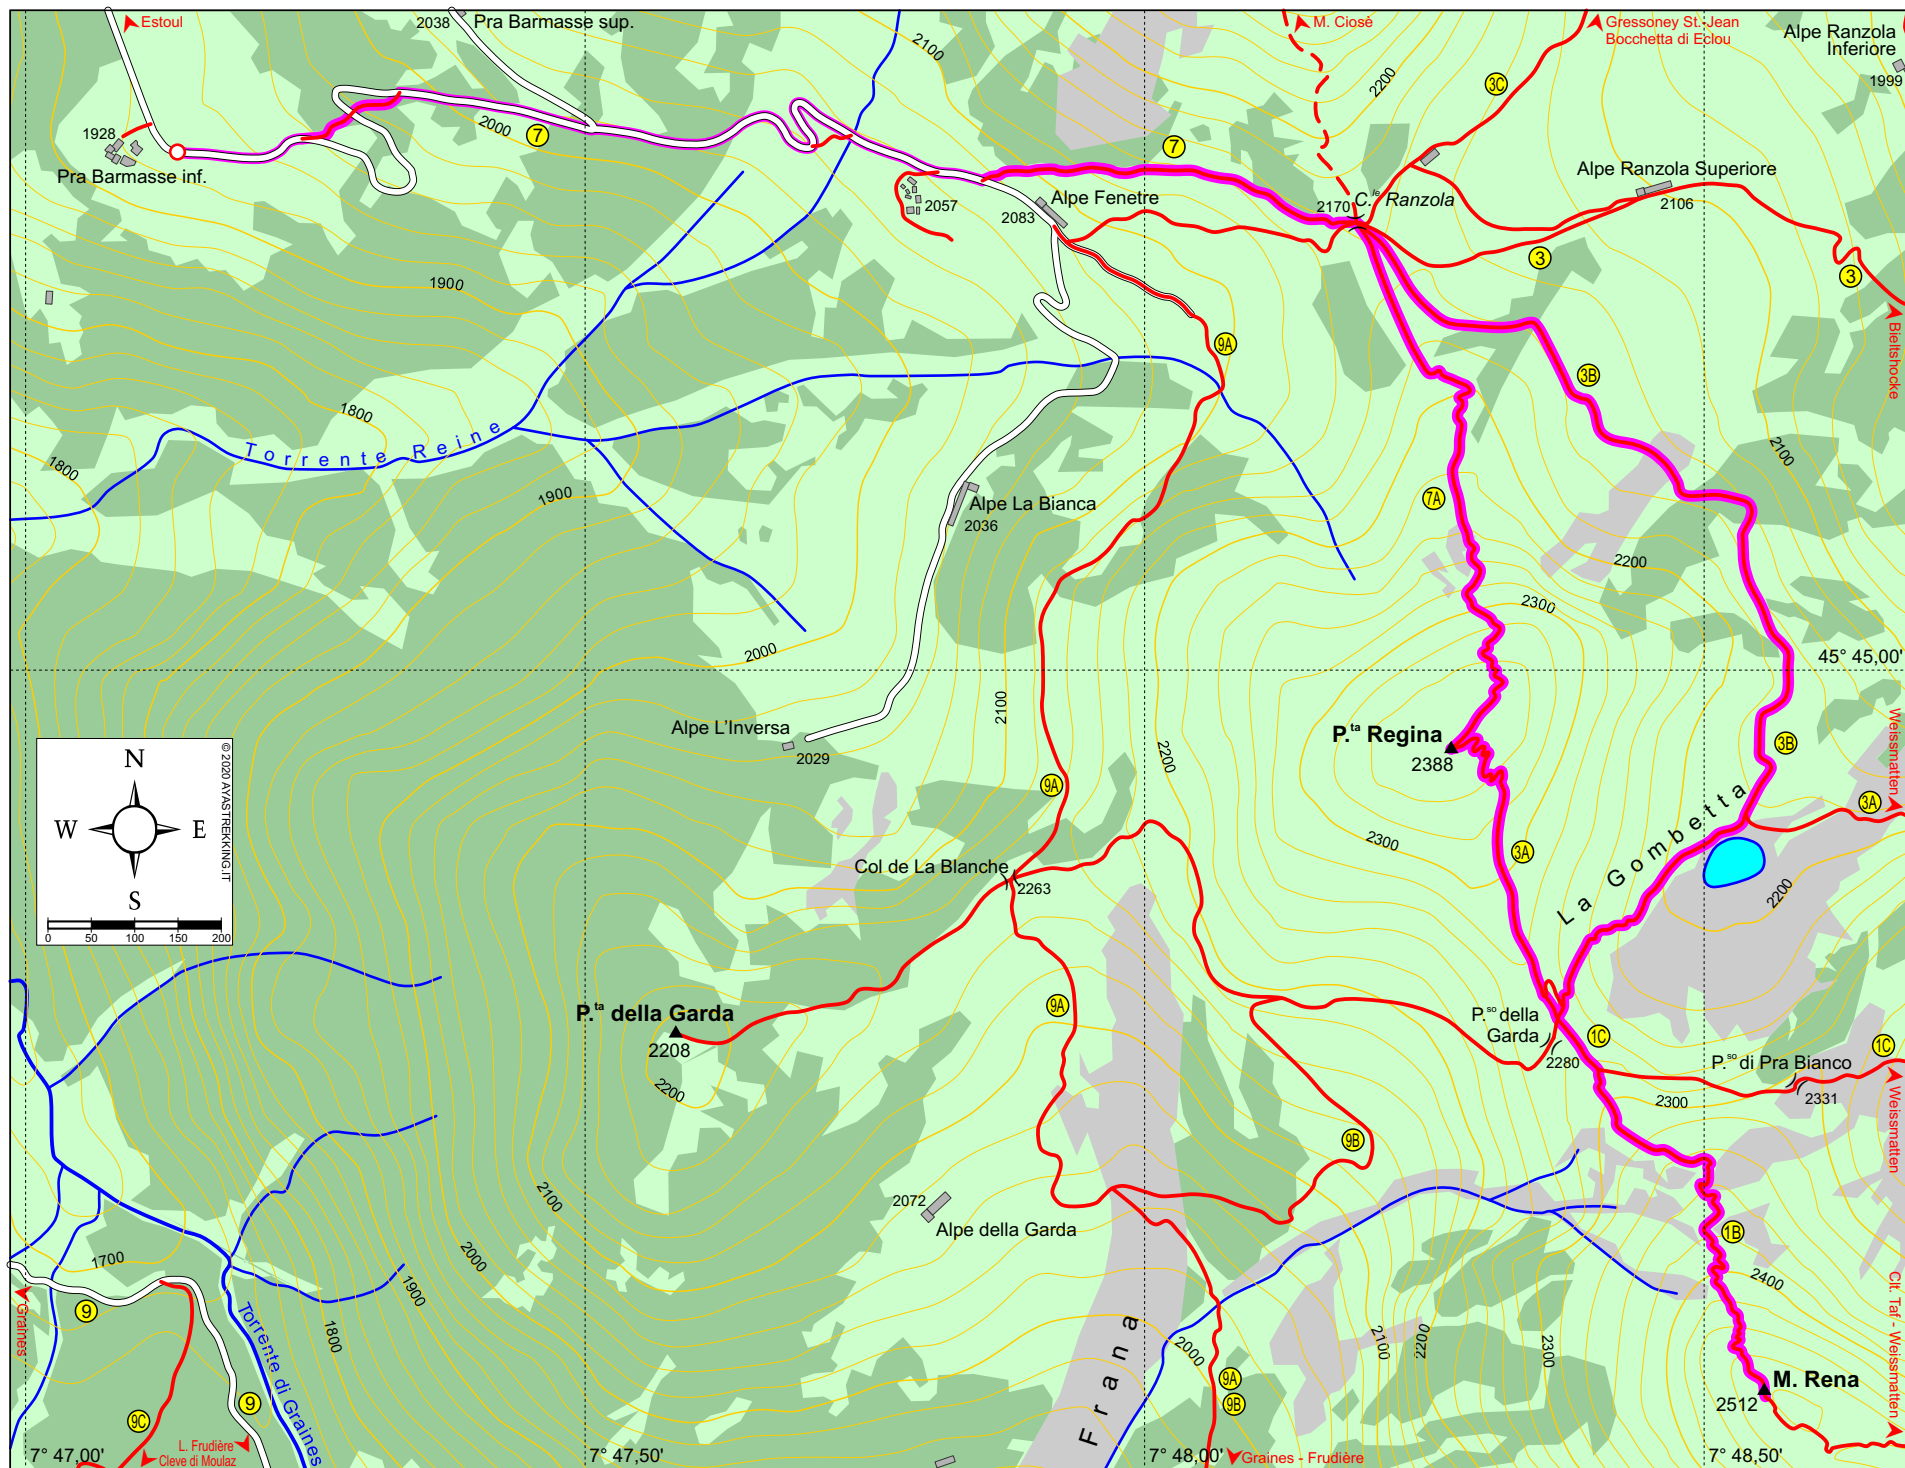 Estoul
2038
Pra Barmasse sup.
2100
M. Ciosè
2200
3C
Gressoney St.-Jean
Bocchetta di Eclou
Alpe Ranzola
Inferiore
1999
1928
Pra Barmasse inf.
2000
7
7
2057
2083
Alpe Fenetre
2170
C.le Ranzola
Alpe Ranzola Superiore
2106
3
3
Bieltshocke
1900
9A
3B
1800
Torrente Reine
1800
1900
2100
7A
Alpe La Bianca
2036
2200
2300
2000
45° 45,00'
2100
Alpe L'Inversa
2029
2200
P.ta Regina
2388
3B
Weissmatten
3A
N
W E
S
0 50 100 150 200
© 2020 AYASTREKKING.IT
9A
2300
3A
La Gombetta
Col de La Blanche
2263
2200
P.ta della Garda
2208
2200
9A
P.so della
Garda
2280
1C
P.so di Pra Bianco
2331
1C
Weissmatten
2300
9B
2100
2072
Alpe della Garda
1B
2400
2000
1700
1900
1800
9
Graines
Torrente di Graines
Frana
2000
2100
2200
2300
Clt. Taf - Weissmatten
9A
9B
M. Rena
2512
9C
9
L. Frudière
Cleve di Moulaz
7° 47,00'
7° 47,50'
7° 48,00'
Graines - Frudière
7° 48,50'